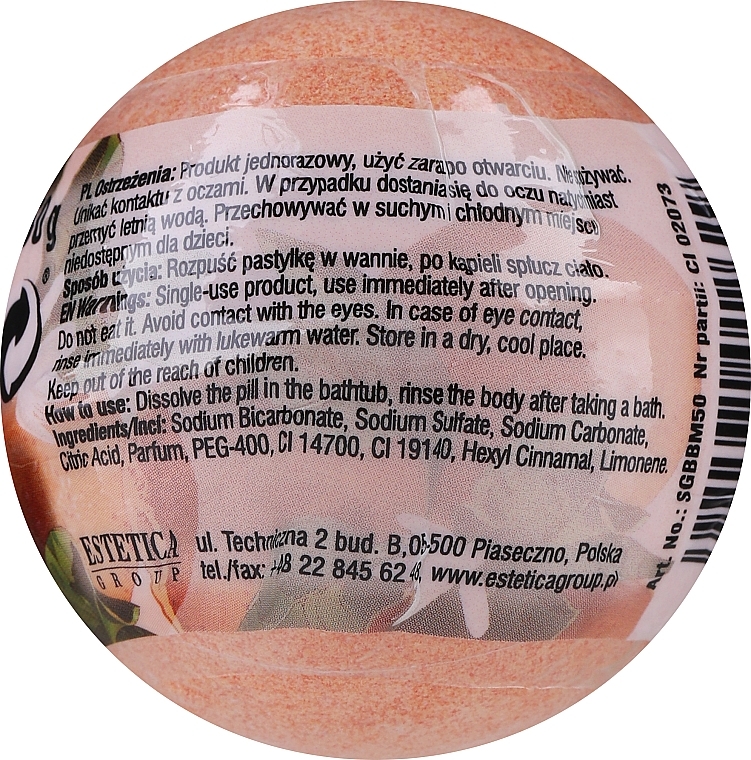 PL Ostrzeżenia: Produkt jednorazowy, użyć zaraz po otwarciu. Nie spożywać.
Unikać kontaktu z oczami. W przypadku dostania się do oczu natychmiast
przemyć letnią wodą. Przechowywać w suchym i chłodnym miejscu
niedostępnym dla dzieci.
Sposób użycia: Rozpuść pastylkę w wannie, po kąpieli spłucz ciało.
EN Warnings: Single-use product, use immediately after opening.
Do not eat it. Avoid contact with the eyes. In case of eye contact,
rinse immediately with lukewarm water. Store in a dry, cool place.
Keep out of the reach of children.
How to use: Dissolve the pill in the bathtub, rinse the body after taking a bath.
Ingredients/Inci: Sodium Bicarbonate, Sodium Sulfate, Sodium Carbonate,
Citric Acid, Parfum, PEG-400, CI 14700, CI 19140, Hexyl Cinnamal, Limonene.
ESTETICA
GROUP
ul. Techniczna 2 bud. B, 05-500 Piaseczno, Polska
tel./fax: +48 22 845 62 48, www.esteticagroup.pl
Art. No.: SGBBM50 Nr partii: CI 02073